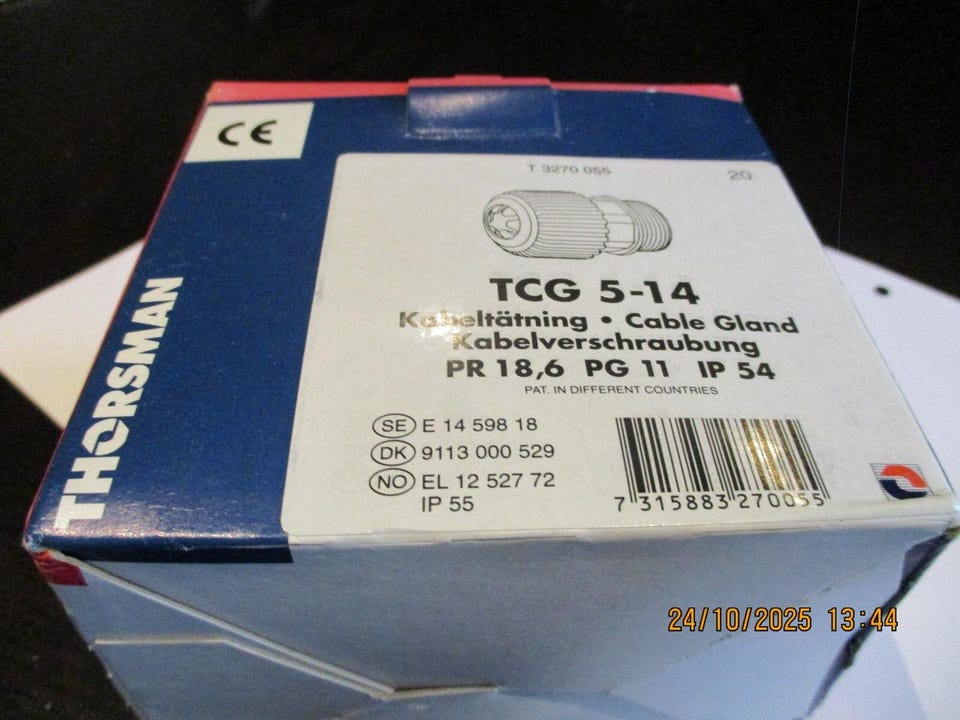 CE
T 3270 055
20
THORSMAN
TCG 5-14
Kabeltätning • Cable Gland
Kabelverschraubung
PR 18,6 PG 11 IP 54
PAT. IN DIFFERENT COUNTRIES
SE E 14 598 18
DK 9113 000 529
NO EL 12 527 72
IP 55
7 315883 270055
24/10/2025 13:44